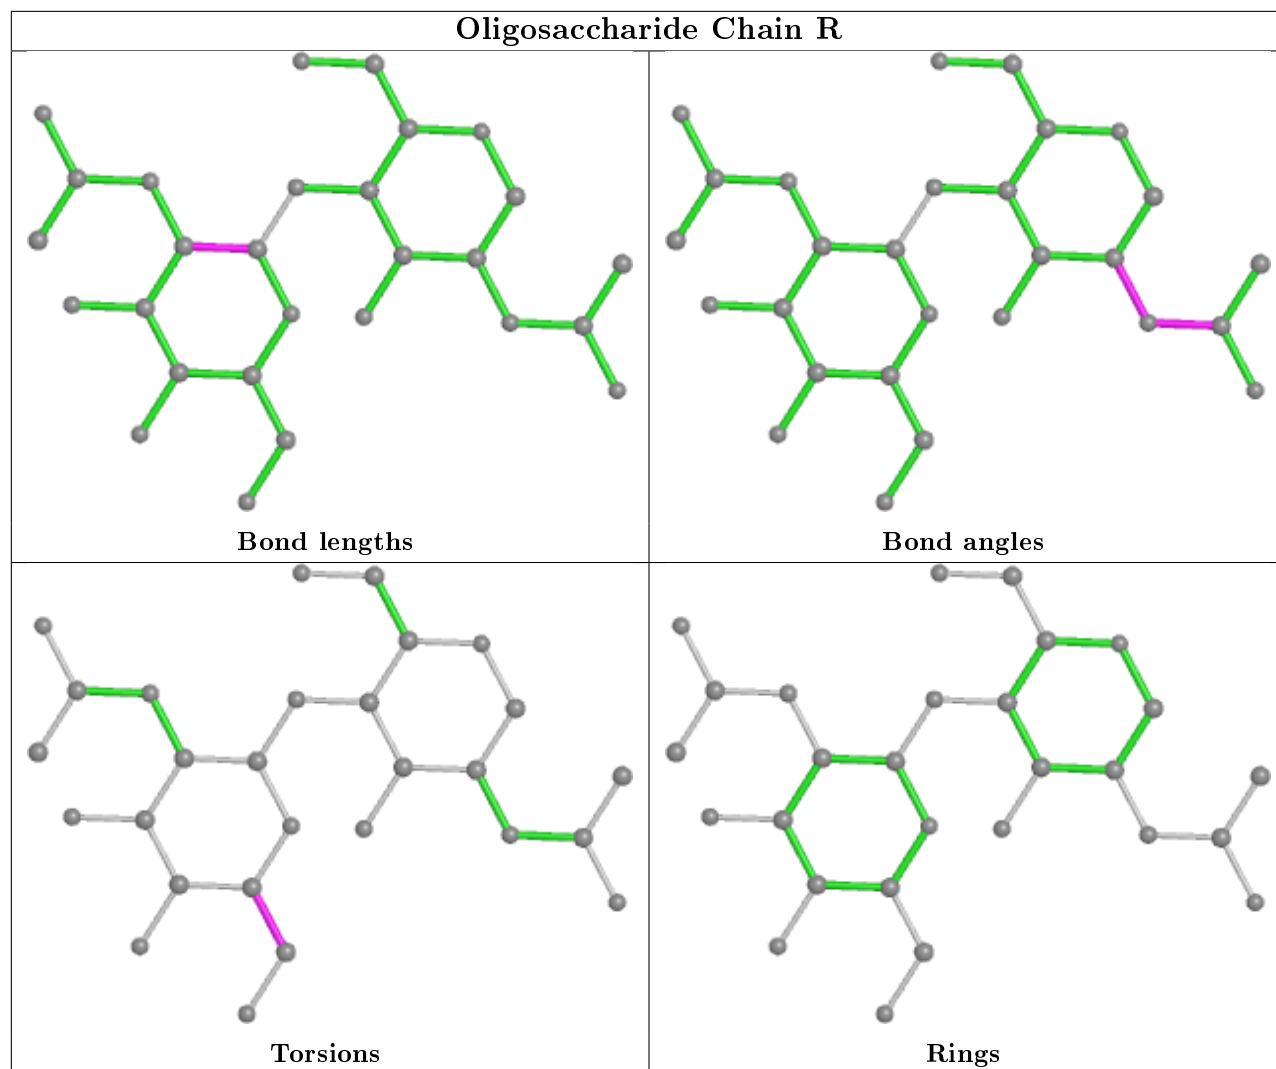 Oligosaccharide Chain R
Bond lengths
Bond angles
Torsions
Rings